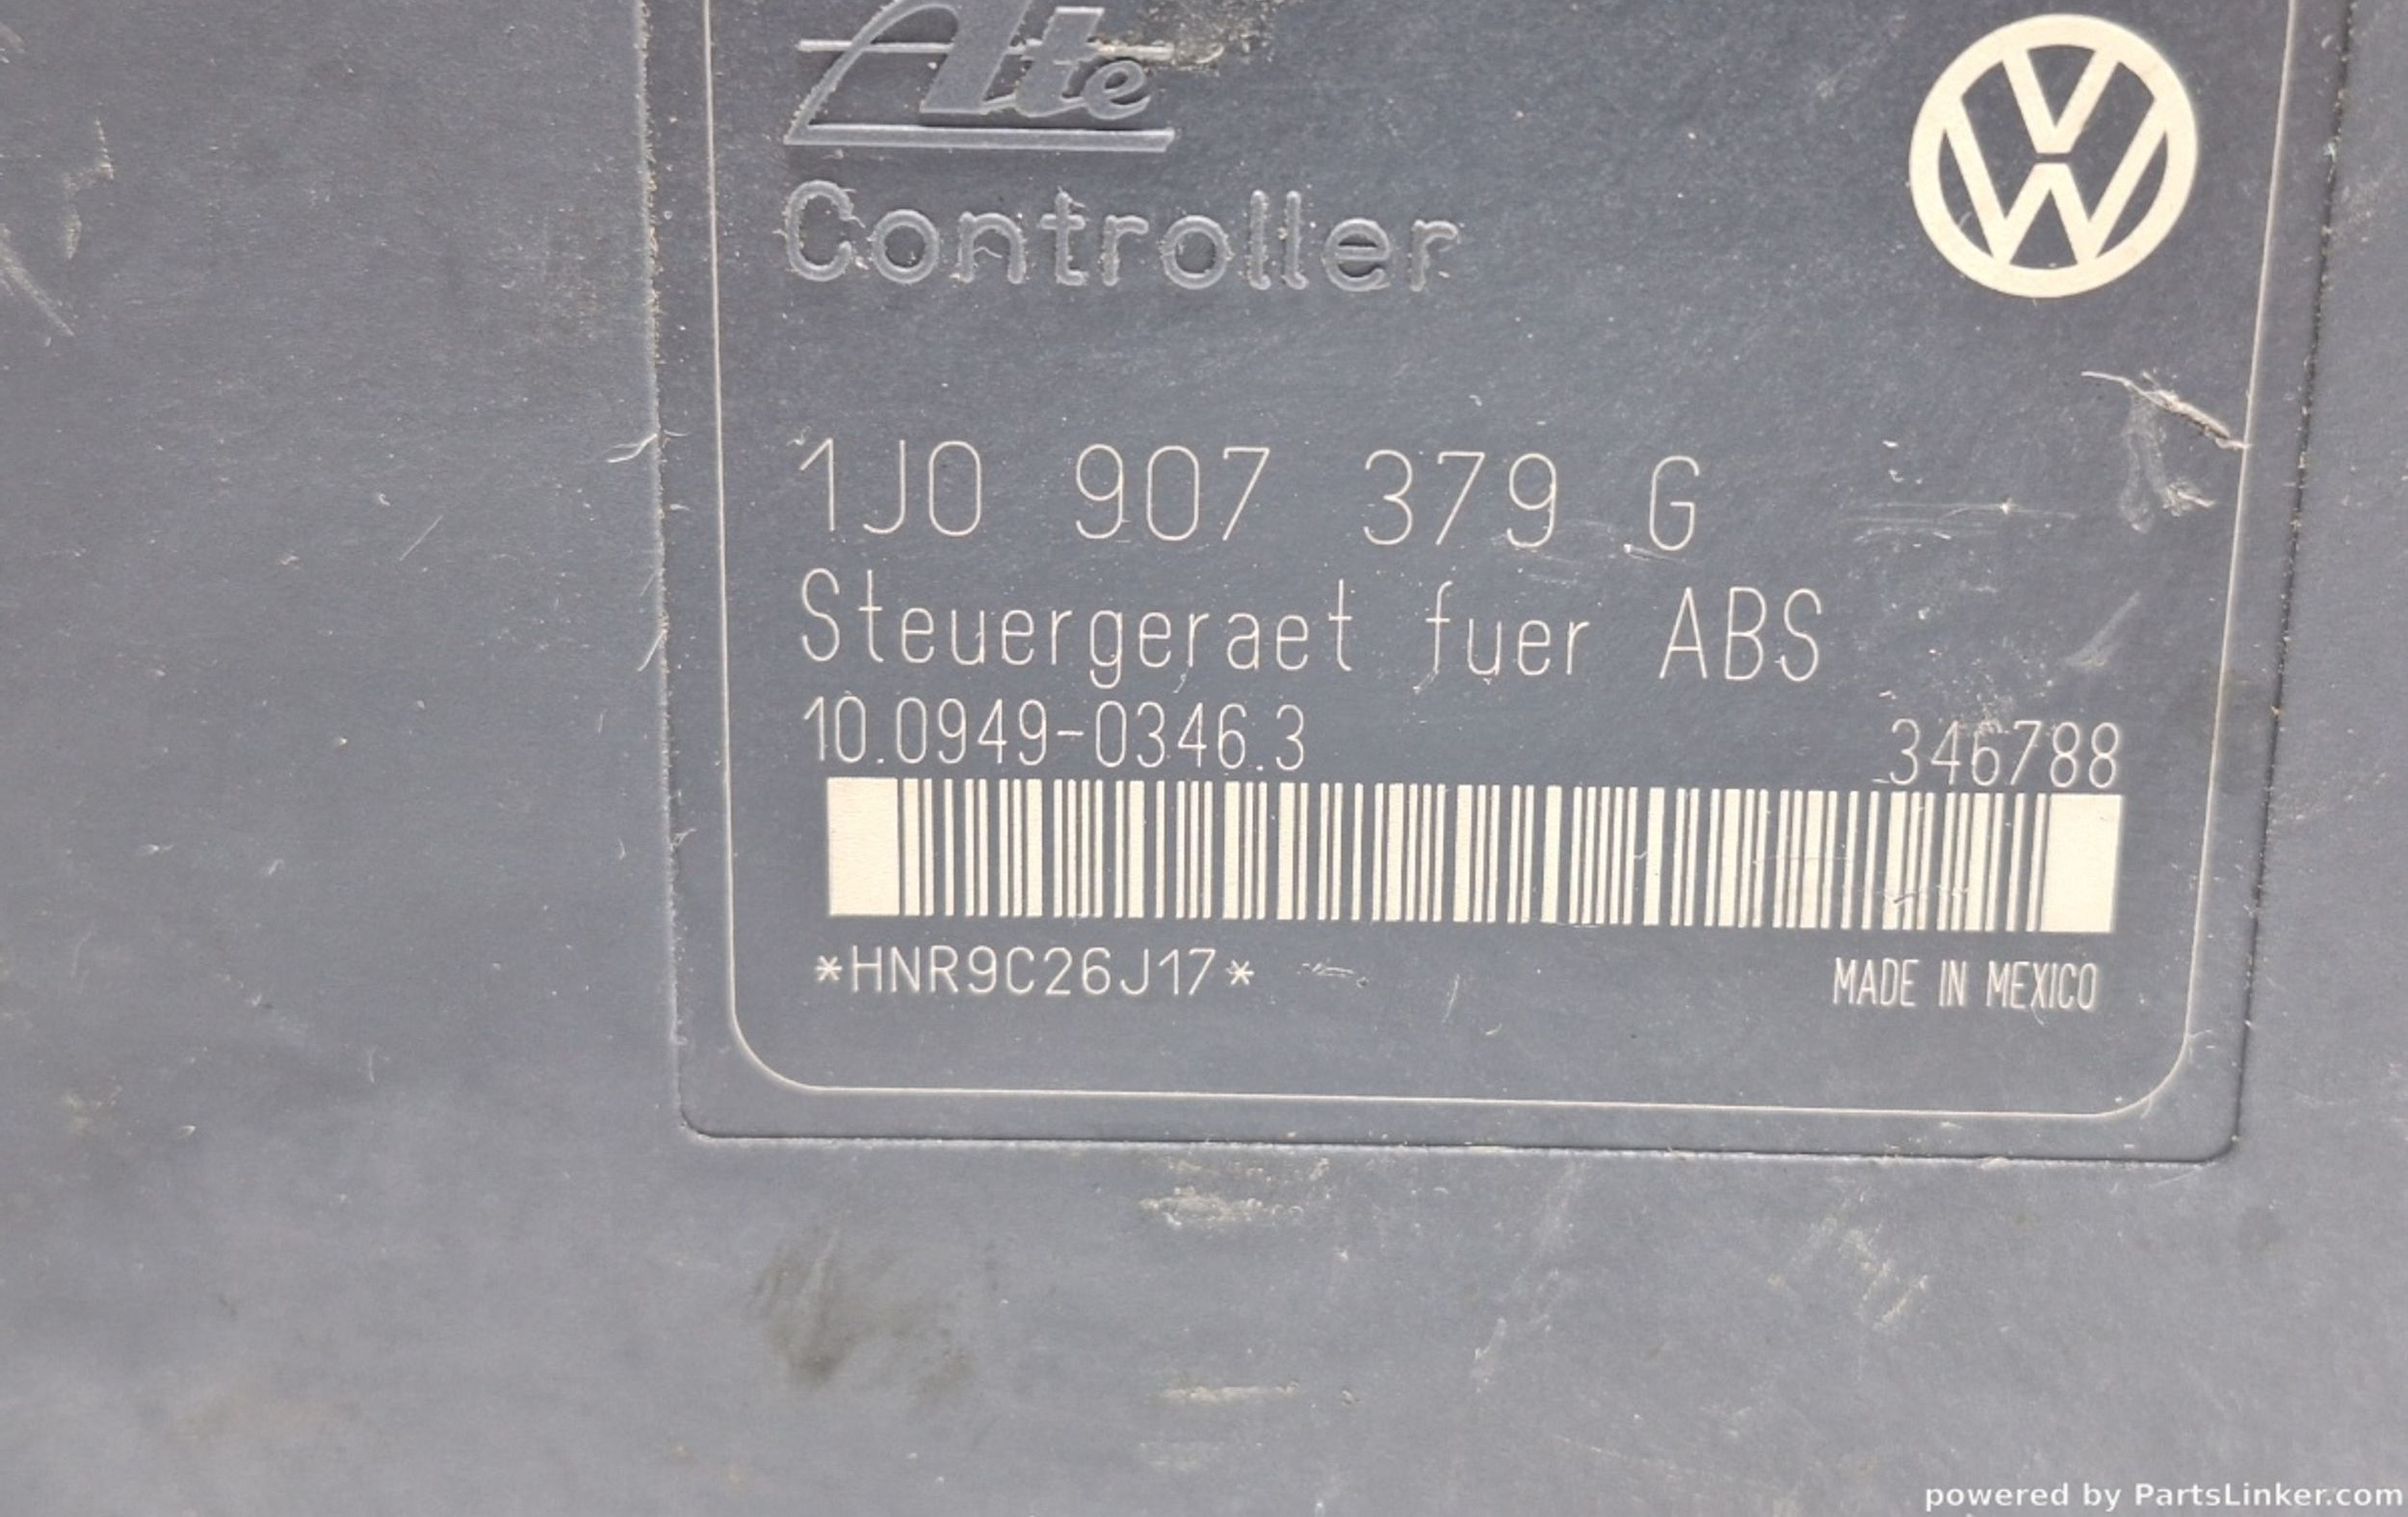 Ate
Controller
1J0 907 379 G
Steuergeraet fuer ABS
10.0949-0346.3 346788
*HNR9C26J17* MADE IN MEXICO
powered by PartsLinker.com